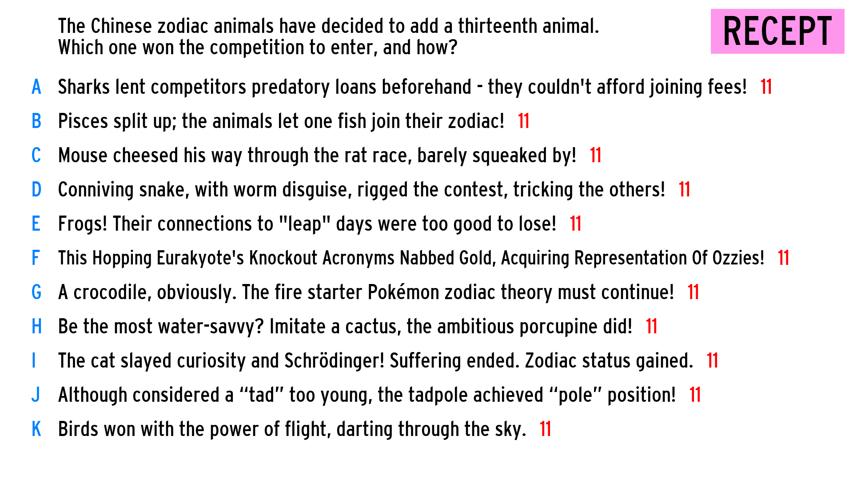 The Chinese zodiac animals have decided to add a thirteenth animal.
Which one won the competition to enter, and how?
RECEPT
A Sharks lent competitors predatory loans beforehand - they couldn't afford joining fees! 11
B Pisces split up; the animals let one fish join their zodiac! 11
C Mouse cheesed his way through the rat race, barely squeaked by! 11
D Conniving snake, with worm disguise, rigged the contest, tricking the others! 11
E Frogs! Their connections to "leap" days were too good to lose! 11
F This Hopping Eurakyote's Knockout Acronyms Nabbed Gold, Acquiring Representation Of Ozzies! 11
G A crocodile, obviously. The fire starter Pokémon zodiac theory must continue! 11
H Be the most water-savvy? Imitate a cactus, the ambitious porcupine did! 11
I The cat slayed curiosity and Schrödinger! Suffering ended. Zodiac status gained. 11
J Although considered a “tad” too young, the tadpole achieved “pole” position! 11
K Birds won with the power of flight, darting through the sky. 11